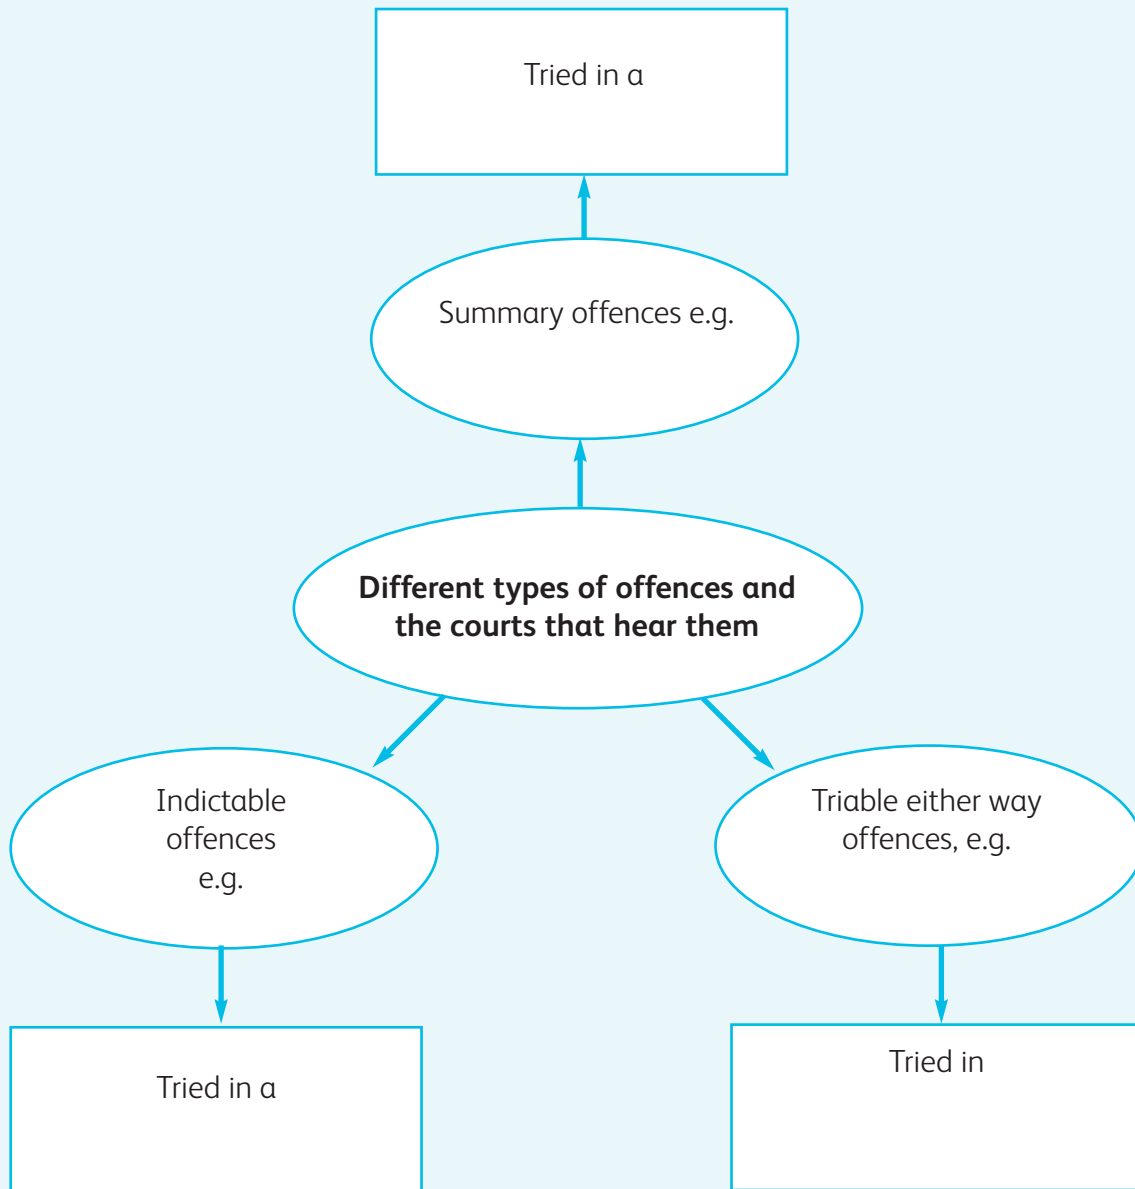 Tried in a
Summary offences e.g.
Different types of offences and
the courts that hear them
Indictable
offences
e.g.
Triable either way
offences, e.g.
Tried in a
Tried in